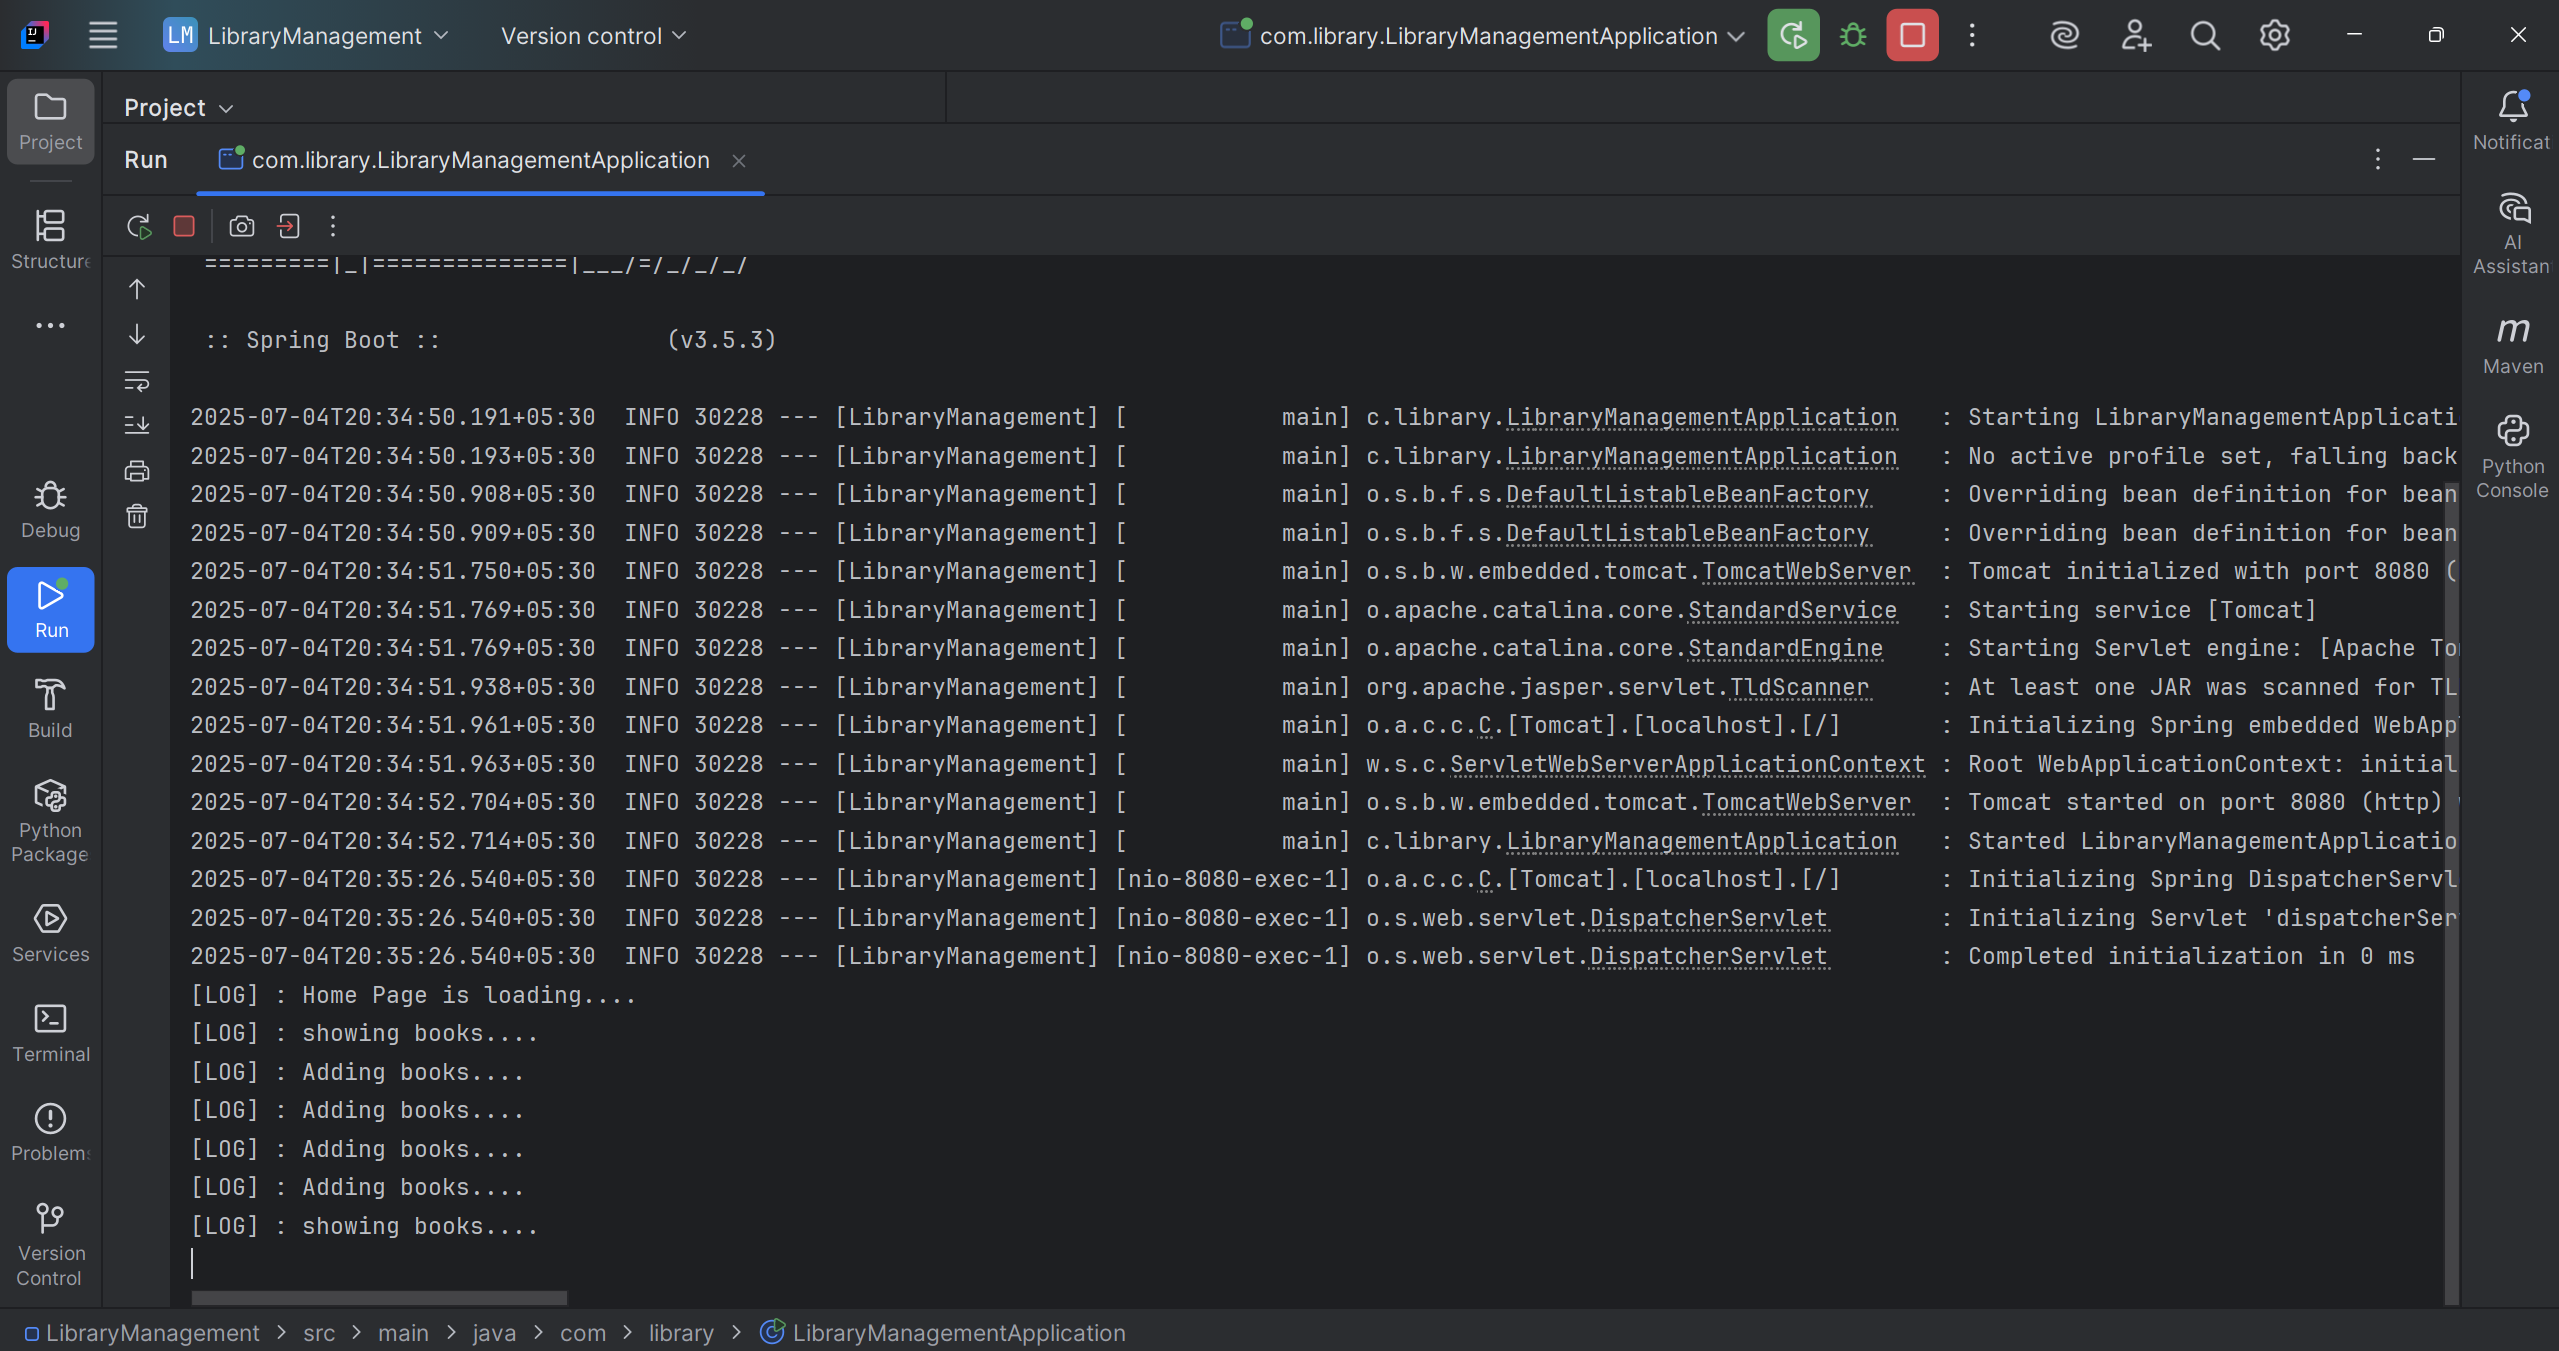 LM LibraryManagement Version control com.library.LibraryManagementApplication
Project
Run com.library.LibraryManagementApplication
=========|_|==============|___/=/_/_/_/
:: Spring Boot :: (v3.5.3)
2025-07-04T20:34:50.191+05:30 INFO 30228 --- [LibraryManagement] [ main] c.library.LibraryManagementApplication : Starting LibraryManagementApplicati
2025-07-04T20:34:50.193+05:30 INFO 30228 --- [LibraryManagement] [ main] c.library.LibraryManagementApplication : No active profile set, falling back
2025-07-04T20:34:50.908+05:30 INFO 30228 --- [LibraryManagement] [ main] o.s.b.f.s.DefaultListableBeanFactory : Overriding bean definition for bean
2025-07-04T20:34:50.909+05:30 INFO 30228 --- [LibraryManagement] [ main] o.s.b.f.s.DefaultListableBeanFactory : Overriding bean definition for bean
2025-07-04T20:34:51.750+05:30 INFO 30228 --- [LibraryManagement] [ main] o.s.b.w.embedded.tomcat.TomcatWebServer : Tomcat initialized with port 8080 (
2025-07-04T20:34:51.769+05:30 INFO 30228 --- [LibraryManagement] [ main] o.apache.catalina.core.StandardService : Starting service [Tomcat]
2025-07-04T20:34:51.769+05:30 INFO 30228 --- [LibraryManagement] [ main] o.apache.catalina.core.StandardEngine : Starting Servlet engine: [Apache To
2025-07-04T20:34:51.938+05:30 INFO 30228 --- [LibraryManagement] [ main] org.apache.jasper.servlet.TldScanner : At least one JAR was scanned for TL
2025-07-04T20:34:51.961+05:30 INFO 30228 --- [LibraryManagement] [ main] o.a.c.c.C.[Tomcat].[localhost].[/] : Initializing Spring embedded WebApp
2025-07-04T20:34:51.963+05:30 INFO 30228 --- [LibraryManagement] [ main] w.s.c.ServletWebServerApplicationContext : Root WebApplicationContext: initial
2025-07-04T20:34:52.704+05:30 INFO 30228 --- [LibraryManagement] [ main] o.s.b.w.embedded.tomcat.TomcatWebServer : Tomcat started on port 8080 (http)
2025-07-04T20:34:52.714+05:30 INFO 30228 --- [LibraryManagement] [ main] c.library.LibraryManagementApplication : Started LibraryManagementApplicatio
2025-07-04T20:35:26.540+05:30 INFO 30228 --- [LibraryManagement] [nio-8080-exec-1] o.a.c.c.C.[Tomcat].[localhost].[/] : Initializing Spring DispatcherServl
2025-07-04T20:35:26.540+05:30 INFO 30228 --- [LibraryManagement] [nio-8080-exec-1] o.s.web.servlet.DispatcherServlet : Initializing Servlet 'dispatcherSer
2025-07-04T20:35:26.540+05:30 INFO 30228 --- [LibraryManagement] [nio-8080-exec-1] o.s.web.servlet.DispatcherServlet : Completed initialization in 0 ms
[LOG] : Home Page is loading....
[LOG] : showing books....
[LOG] : Adding books....
[LOG] : Adding books....
[LOG] : Adding books....
[LOG] : Adding books....
[LOG] : showing books....
Project
Structure
Debug
Run
Build
Python
Package
Services
Terminal
Problems
Version
Control
Notificat
AI
Assistan
m
Maven
Python
Console
LibraryManagement > src > main > java > com > library > LibraryManagementApplication